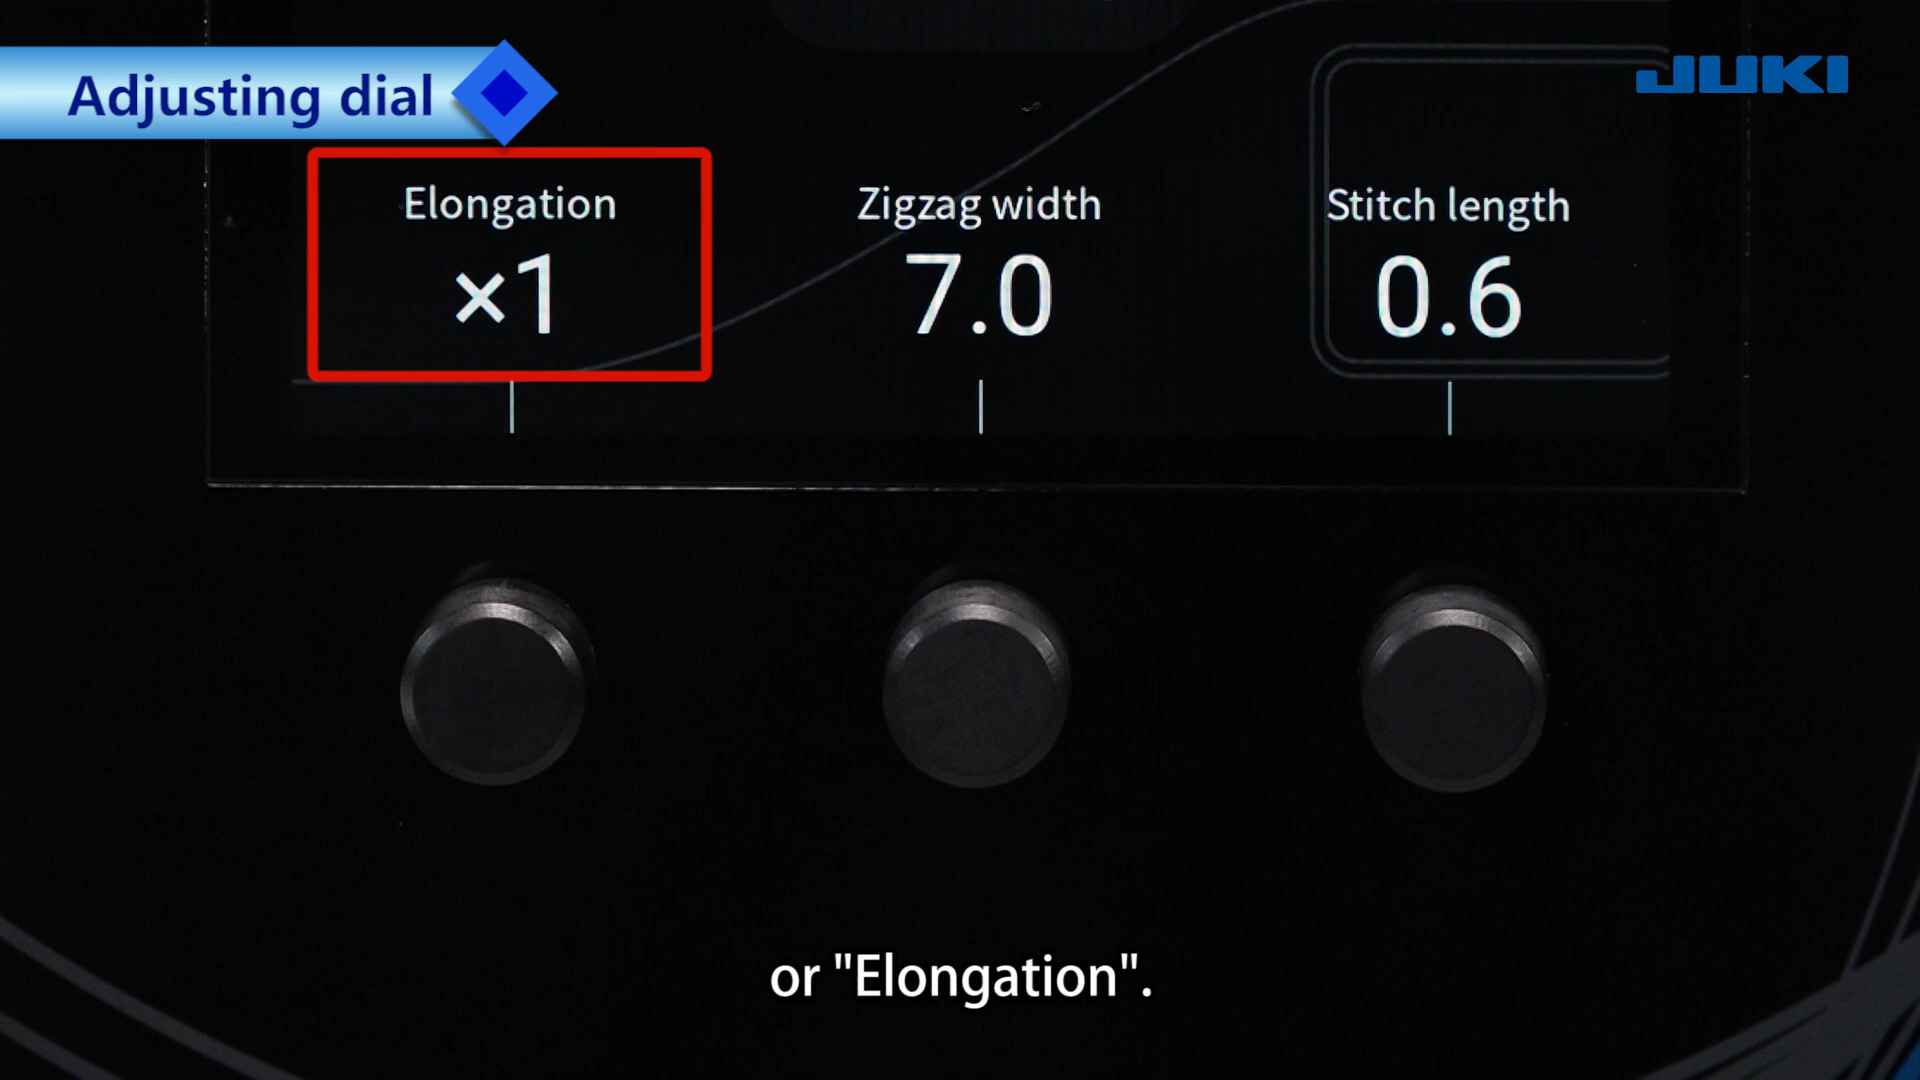 Adjusting dial
JUKI
Elongation
Zigzag width
Stitch length
×1
7.0
0.6
or "Elongation".